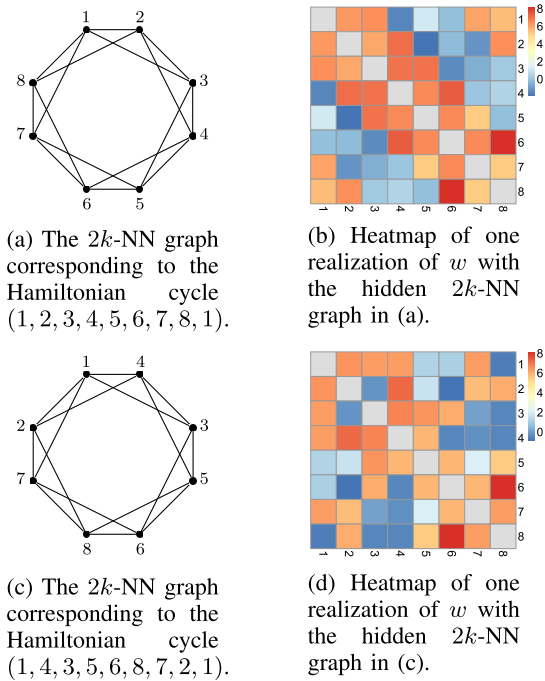 1 2
8 3
7 4
6 5
(a) The 2k-NN graph
corresponding to the
Hamiltonian cycle
(1, 2, 3, 4, 5, 6, 7, 8, 1).
8
6
4
2
0
1
2
3
4
5
6
7
8
1 2 3 4 5 6 7 8
(b) Heatmap of one
realization of w with
the hidden 2k-NN
graph in (a).
1 4
2 3
7 5
8 6
(c) The 2k-NN graph
corresponding to the
Hamiltonian cycle
(1, 4, 3, 5, 6, 8, 7, 2, 1).
8
6
4
2
0
1
2
3
4
5
6
7
8
1 2 3 4 5 6 7 8
(d) Heatmap of one
realization of w with
the hidden 2k-NN
graph in (c).